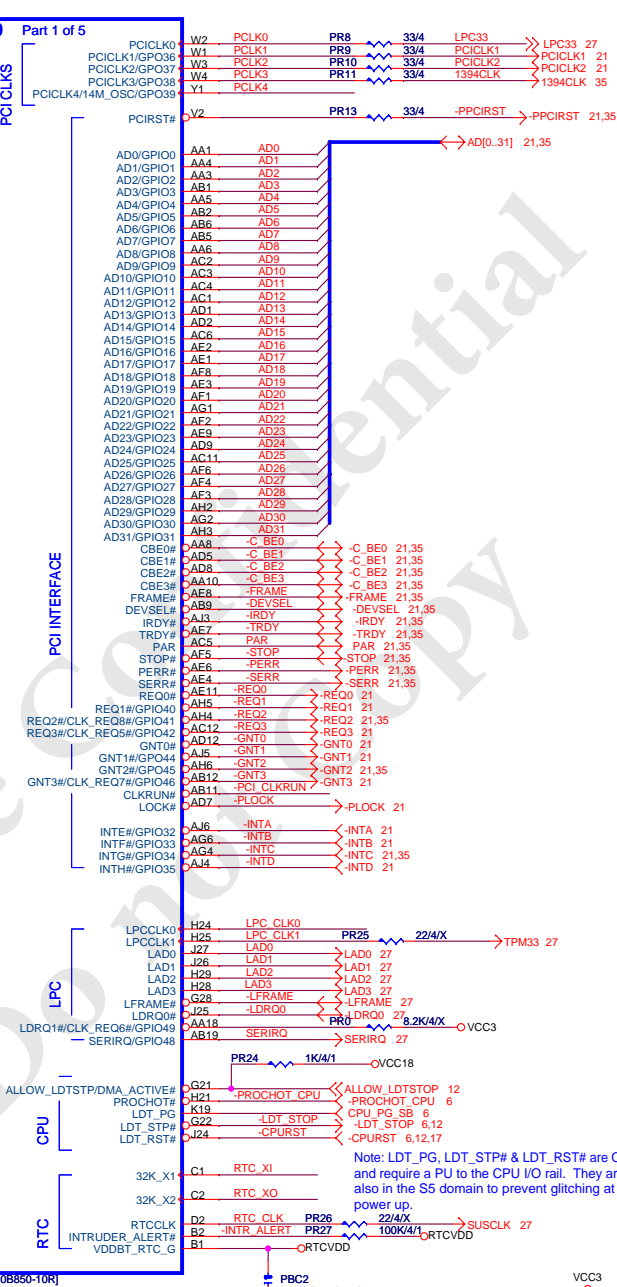 Part 1 of 5
PCI CLKS
PCICLK0 W2 PCLK0 PR8 33/4 LPC33 LPC33 27
PCICLK1/GPO36 W1 PCLK1 PR9 33/4 PCICLK1 PCICLK1 21
PCICLK2/GPO37 W3 PCLK2 PR10 33/4 PCICLK2 PCICLK2 21
PCICLK3/GPO38 W4 PCLK3 PR11 33/4 1394CLK 1394CLK 35
PCICLK4/14M_OSC/GPO39 Y1 PCLK4
PCIRST# V2 PR13 33/4 -PPCIRST -PPCIRST 21,35
AD[0..31] 21,35
AD0/GPIO0 AA1 AD0
AD1/GPIO1 AA4 AD1
AD2/GPIO2 AA3 AD2
AD3/GPIO3 AB1 AD3
AD4/GPIO4 AA5 AD4
AD5/GPIO5 AB2 AD5
AD6/GPIO6 AB6 AD6
AD7/GPIO7 AB5 AD7
AD8/GPIO8 AA6 AD8
AD9/GPIO9 AC2 AD9
AD10/GPIO10 AC3 AD10
AD11/GPIO11 AC4 AD11
AD12/GPIO12 AC1 AD12
AD13/GPIO13 AD1 AD13
AD14/GPIO14 AD2 AD14
AD15/GPIO15 AC6 AD15
AD16/GPIO16 AE2 AD16
AD17/GPIO17 AE1 AD17
AD18/GPIO18 AF8 AD18
AD19/GPIO19 AE3 AD19
AD20/GPIO20 AF1 AD20
AD21/GPIO21 AG1 AD21
AD22/GPIO22 AF2 AD22
AD23/GPIO23 AE9 AD23
AD24/GPIO24 AD9 AD24
AD25/GPIO25 AC11 AD25
AD26/GPIO26 AF6 AD26
AD27/GPIO27 AF4 AD27
AD28/GPIO28 AF3 AD28
AD29/GPIO29 AH2 AD29
AD30/GPIO30 AG2 AD30
AD31/GPIO31 AH3 AD31
PCI INTERFACE
CBE0# AA8 -C_BE0 -C_BE0 21,35
CBE1# AD5 -C_BE1 -C_BE1 21,35
CBE2# AD8 -C_BE2 -C_BE2 21,35
CBE3# AA10 -C_BE3 -C_BE3 21,35
FRAME# AE8 -FRAME -FRAME 21,35
DEVSEL# AB9 -DEVSEL -DEVSEL 21,35
IRDY# AJ3 -IRDY -IRDY 21,35
TRDY# AE7 -TRDY -TRDY 21,35
PAR AC5 PAR PAR 21,35
STOP# AF5 -STOP -STOP 21,35
PERR# AE6 -PERR -PERR 21,35
SERR# AE4 -SERR -SERR 21,35
REQ0# AE11 -REQ0 -REQ0 21
REQ1#/GPIO40 AH5 -REQ1 -REQ1 21
REQ2#/CLK_REQ8#/GPIO41 AH4 -REQ2 -REQ2 21,35
REQ3#/CLK_REQ5#/GPIO42 AC12 -REQ3 -REQ3 21
GNT0# AD12 -GNT0 -GNT0 21
GNT1#/GPO44 AJ5 -GNT1 -GNT1 21
GNT2#/GPO45 AH6 -GNT2 -GNT2 21,35
GNT3#/CLK_REQ7#/GPIO46 AB12 -GNT3 -GNT3 21
CLKRUN# AB11 -PCI_CLKRUN
LOCK# AD7 -PLOCK -PLOCK 21
INTE#/GPIO32 AJ6 -INTA -INTA 21
INTF#/GPIO33 AG6 -INTB -INTB 21
INTG#/GPIO34 AG4 -INTC -INTC 21,35
INTH#/GPIO35 AJ4 -INTD -INTD 21
LPC
LPCCLK0 H24 LPC_CLK0
LPCCLK1 H25 LPC_CLK1 PR25 22/4/X TPM33 27
LAD0 J27 LAD0 LAD0 27
LAD1 J26 LAD1 LAD1 27
LAD2 H29 LAD2 LAD2 27
LAD3 H28 LAD3 LAD3 27
LFRAME# G28 -LFRAME -LFRAME 27
LDRQ0# J25 -LDRQ0 -LDRQ0 27
LDRQ1#/CLK_REQ6#/GPIO49 AA18 PR0 8.2K/4/X VCC3
SERIRQ/GPIO48 AB19 SERIRQ SERIRQ 27
PR24 1K/4/1 VCC18
CPU
ALLOW_LDTSTP/DMA_ACTIVE# G21 ALLOW_LDTSTOP 12
PROCHOT# H21 -PROCHOT_CPU -PROCHOT_CPU 6
LDT_PG K19 CPU_PG_SB 6
LDT_STP# G22 -LDT_STOP -LDT_STOP 6,12
LDT_RST# J24 -CPURST -CPURST 6,12,17
Note: LDT_PG, LDT_STP# & LDT_RST# are
and require a PU to the CPU I/O rail. They
also in the S5 domain to prevent glitching at
power up.
RTC
32K_X1 C1 RTC_XI
32K_X2 C2 RTC_XO
RTCCLK D2 RTC_CLK PR26 22/4/X SUSCLK 27
INTRUDER_ALERT# B2 -INTR_ALERT PR27 100K/4/1 RTCVDD
VDDBT_RTC_G B1 RTCVDD
0B850-10R]
PBC2
VCC3
Confidential
Do not Copy